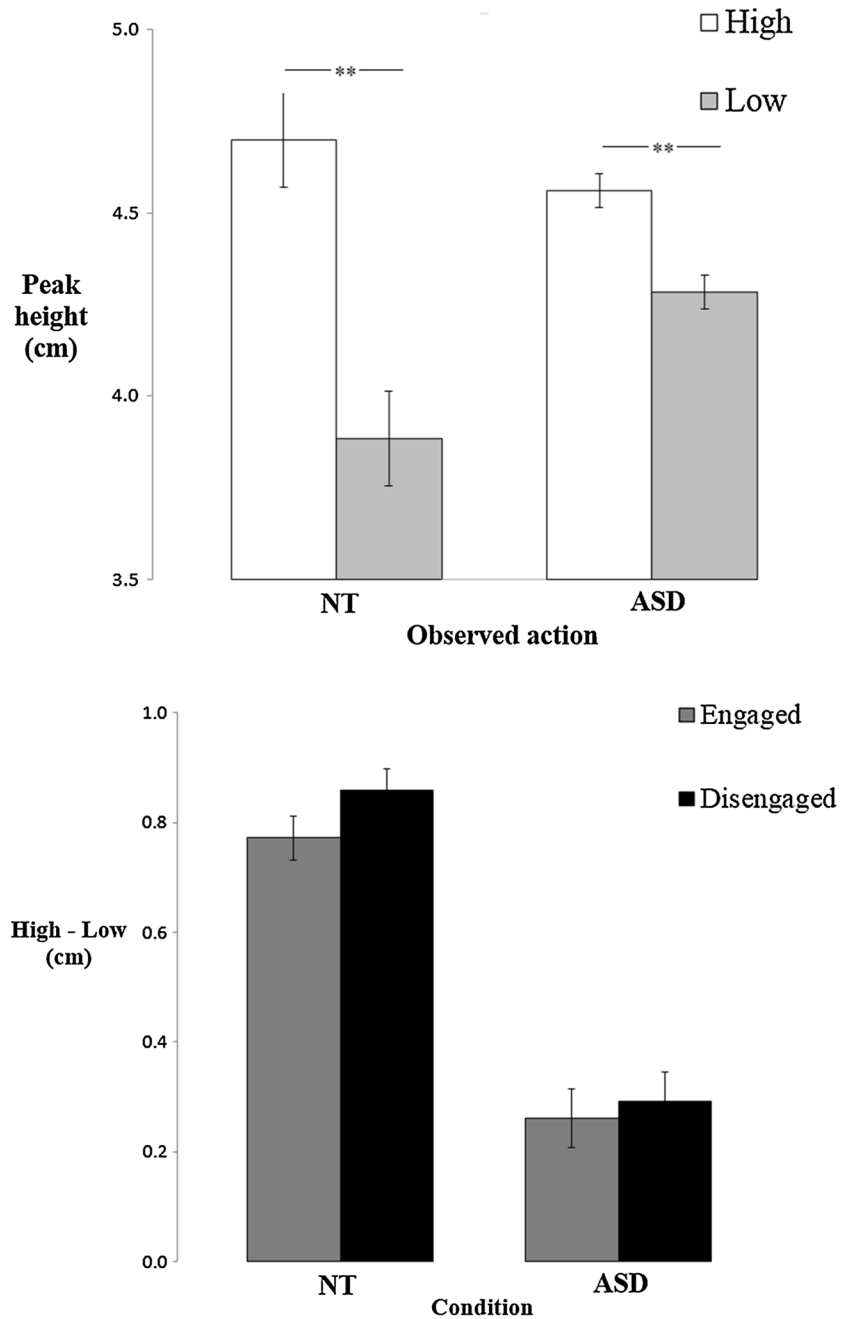 5.0
High
**
Low
**
4.5
Peak
height
(cm)
4.0
3.5
NT
ASD
Observed action
1.0
Engaged
Disengaged
0.8
High - Low
(cm)
0.6
0.4
0.2
0.0
NT
ASD
Condition